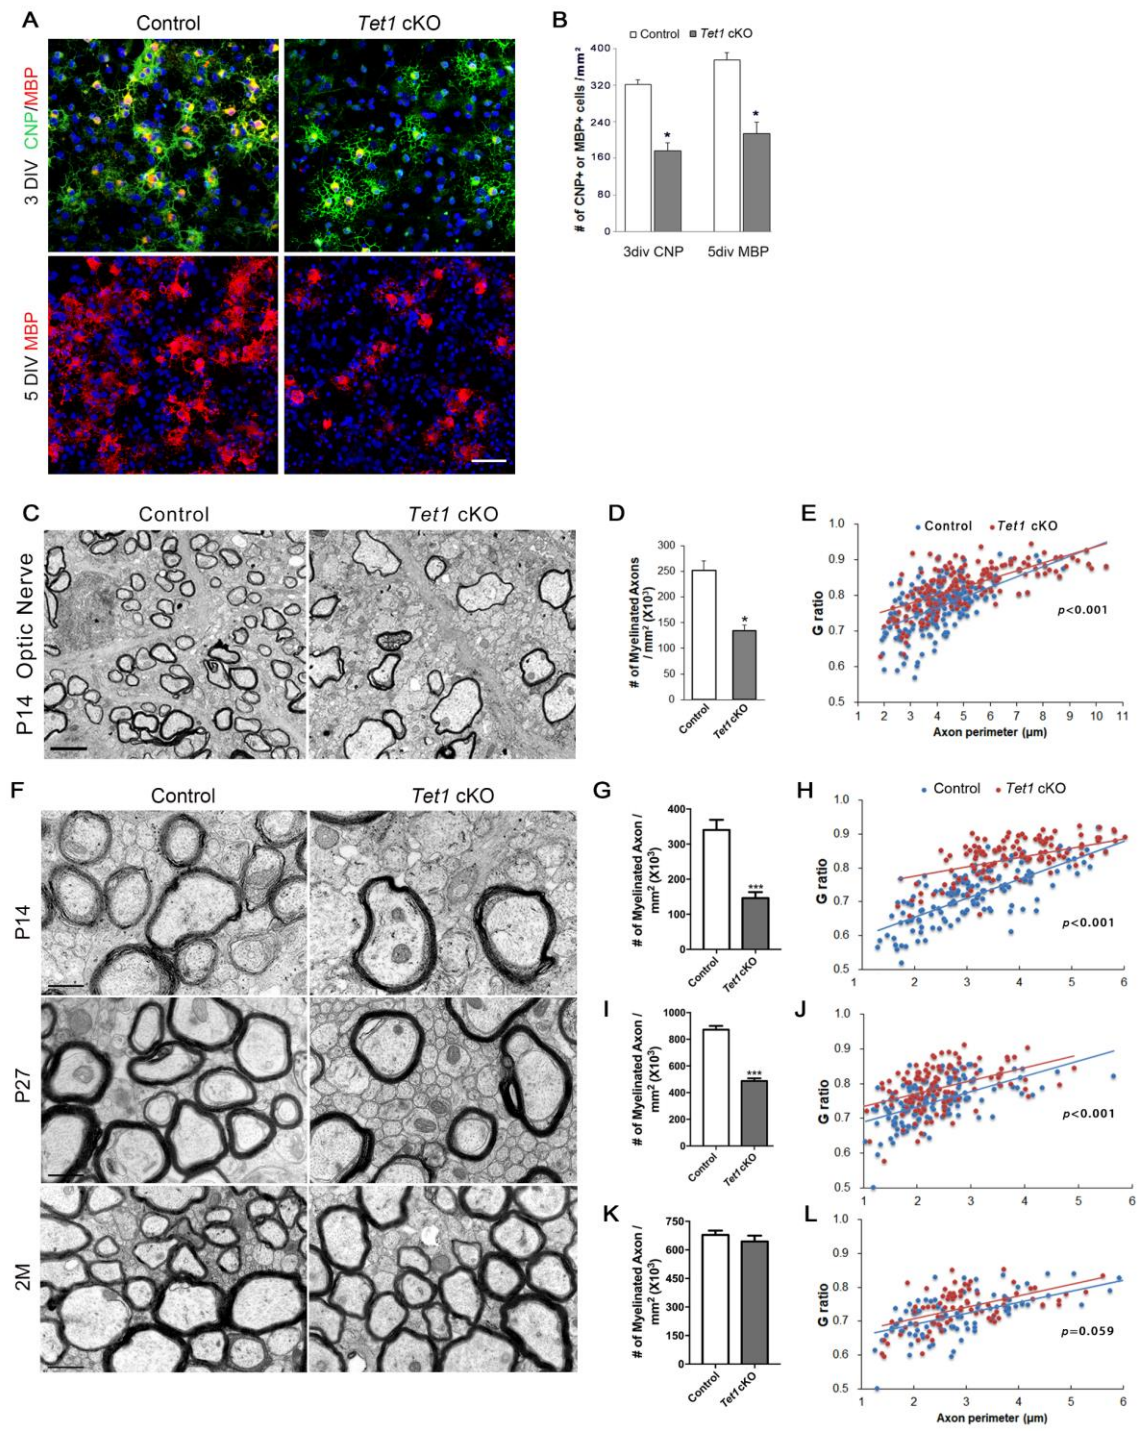 A
Control
Tet1 cKO
3 DIV CNP/MBP
5 DIV MBP
B
Control Tet1 cKO
# of CNP+ or MBP+ cells /mm²
400
320
240
160
80
0
*
*
3div CNP 5div MBP
C
Control
Tet1 cKO
P14 Optic Nerve
D
# of Myelinated Axons
/ mm² (X10³)
300
250
200
150
100
50
0
*
Control
Tet1 cKO
E
Control Tet1 cKO
G ratio
1.0
0.9
0.8
0.7
0.6
0.5
p<0.001
1 2 3 4 5 6 7 8 9 10 11
Axon perimeter (µm)
F
Control
Tet1 cKO
P14
P27
2M
G
# of Myelinated Axon /
mm² (X10³)
400
300
200
100
0
***
Control
Tet1 cKO
H
Control Tet1 cKO
G ratio
1.0
0.9
0.8
0.7
0.6
0.5
p<0.001
1 2 3 4 5 6
I
# of Myelinated Axon /
mm² (X10³)
1000
800
600
400
200
0
***
Control
Tet1 cKO
J
G ratio
1.0
0.9
0.8
0.7
0.6
0.5
p<0.001
1 2 3 4 5 6
K
# of Myelinated Axon /
mm² (X10³)
750
600
450
300
150
0
Control
Tet1 cKO
L
G ratio
1.0
0.9
0.8
0.7
0.6
0.5
p=0.059
1 2 3 4 5 6
Axon perimeter (µm)